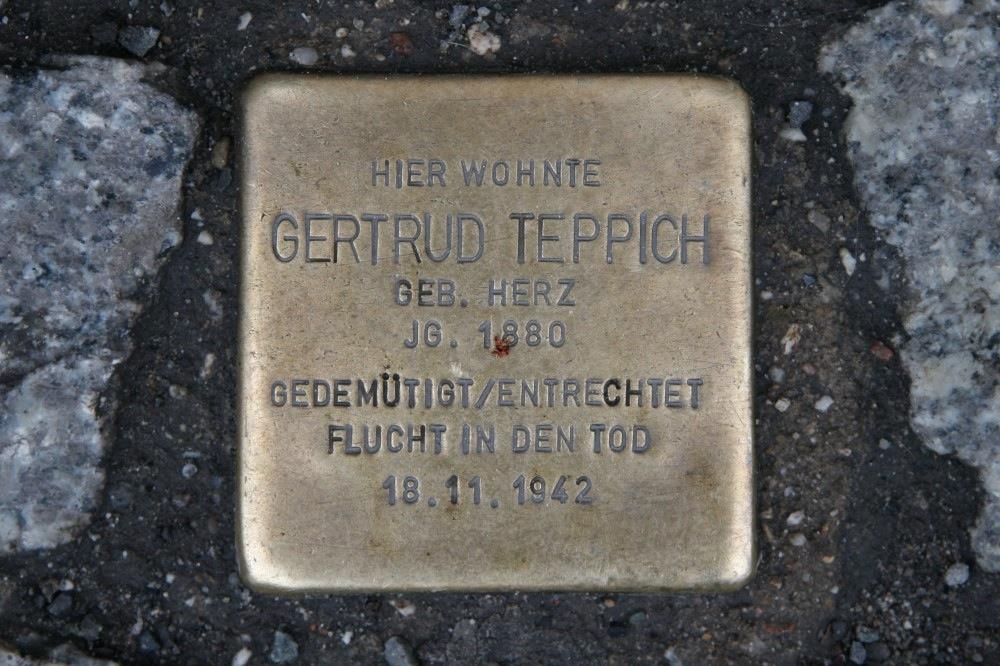 HIER WOHNTE
GERTRUD TEPPICH
GEB. HERZ
JG. 1880
GEDEMÜTIGT/ENTRECHTET
FLUCHT IN DEN TOD
18.11.1942